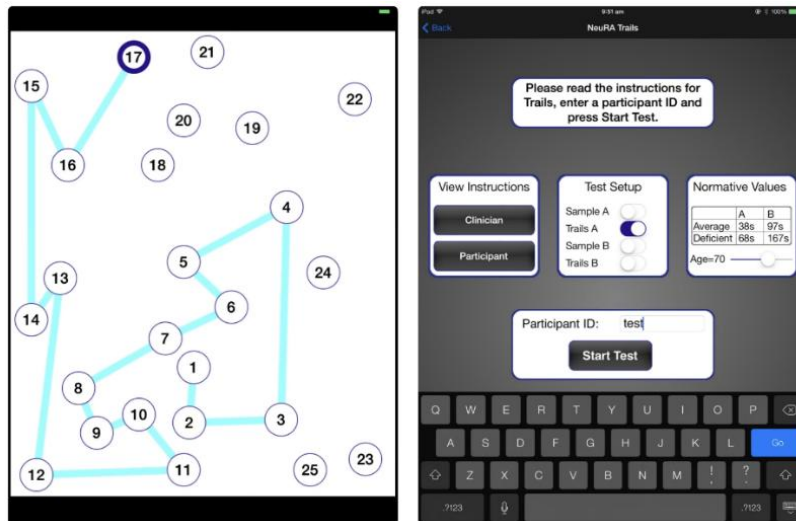 17
21
15
22
20
19
16
18
4
5
24
13
6
14
7
1
8
10
2
3
9
11
23
12
25
iPad
9:51 am
100%
Back
NeuRA Trails
Please read the instructions for
Trails, enter a participant ID and
press Start Test.
View Instructions
Clinician
Participant
Test Setup
Sample A
Trails A
Sample B
Trails B
Normative Values
A B
Average 38s 97s
Deficient 68s 167s
Age=70
Participant ID: test
Start Test
Q W E R T Y U I O P
A S D F G H J K L Go
Z X C V B N M ! , ? .
.?123 .?123